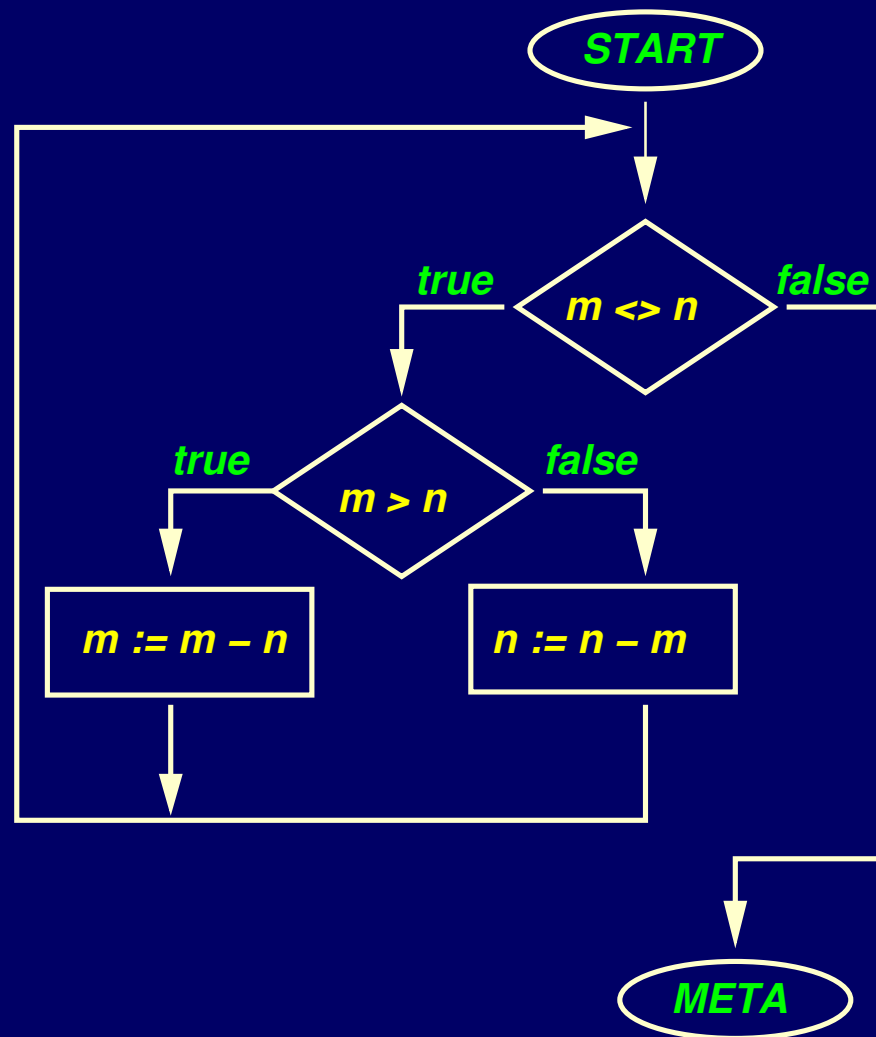 START
true
m <> n
false
true
m > n
false
m := m – n
n := n – m
META